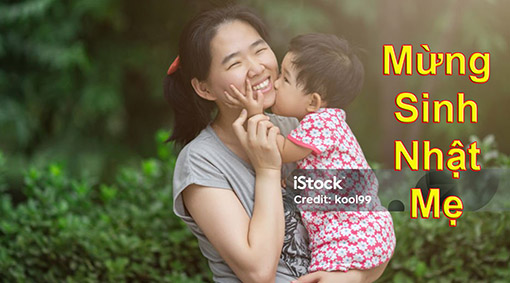 Mừng
Sinh
Nhật
Mẹ
iStock
Credit: kool99